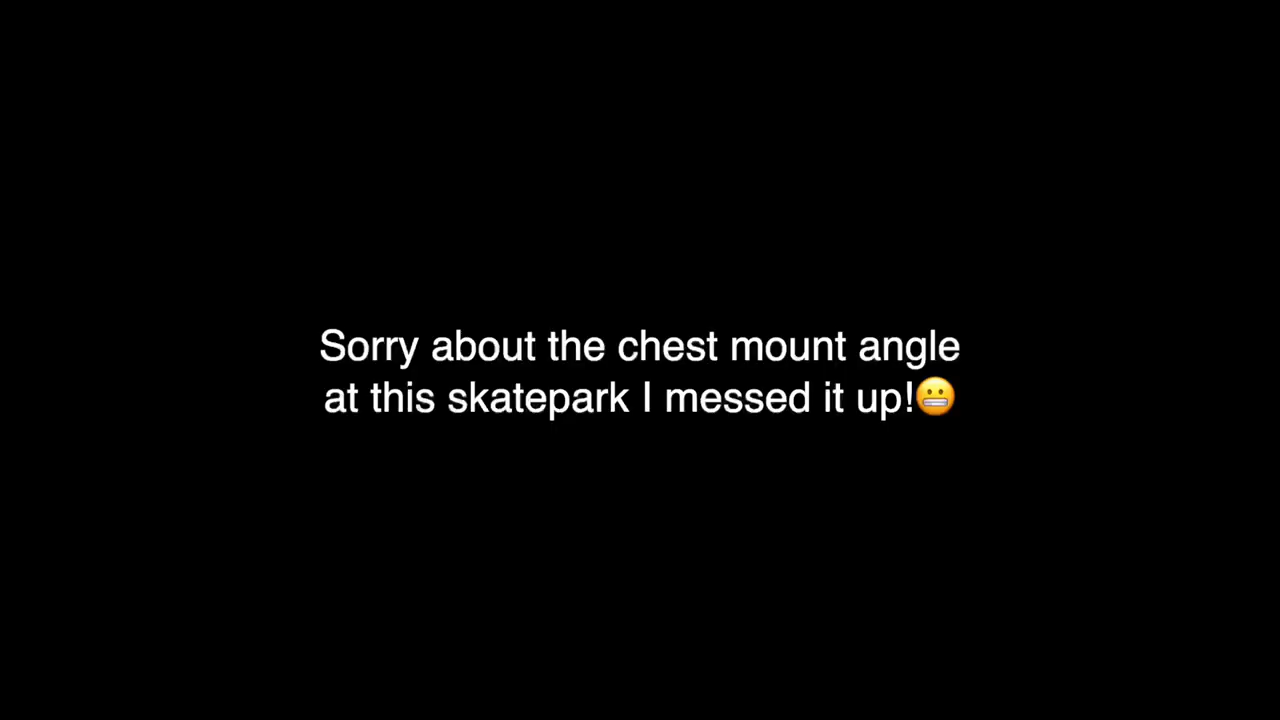 Sorry about the chest mount angle
at this skatepark I messed it up!😬